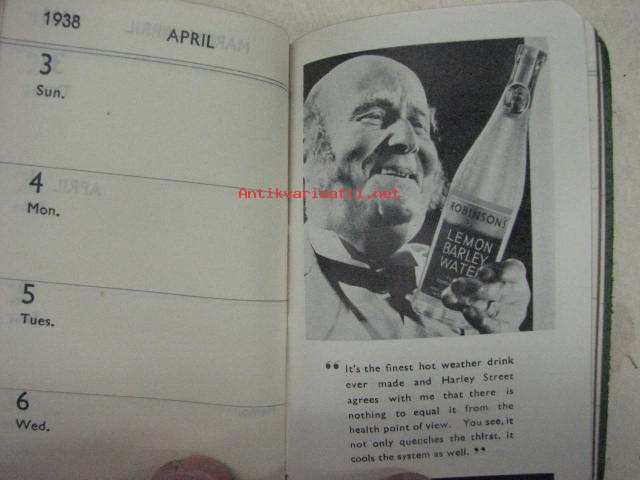 1938 APRIL
3
Sun.
4
Mon.
5
Tues.
6
Wed.
Antikvariaatti.net
ROBINSON'S
LEMON
BARLEY
WATER
" It's the finest hot weather drink
ever made and Harley Street
agrees with me that there is
nothing to equal it from the
health point of view. You see, it
not only quenches the thirst, it
cools the system as well. "